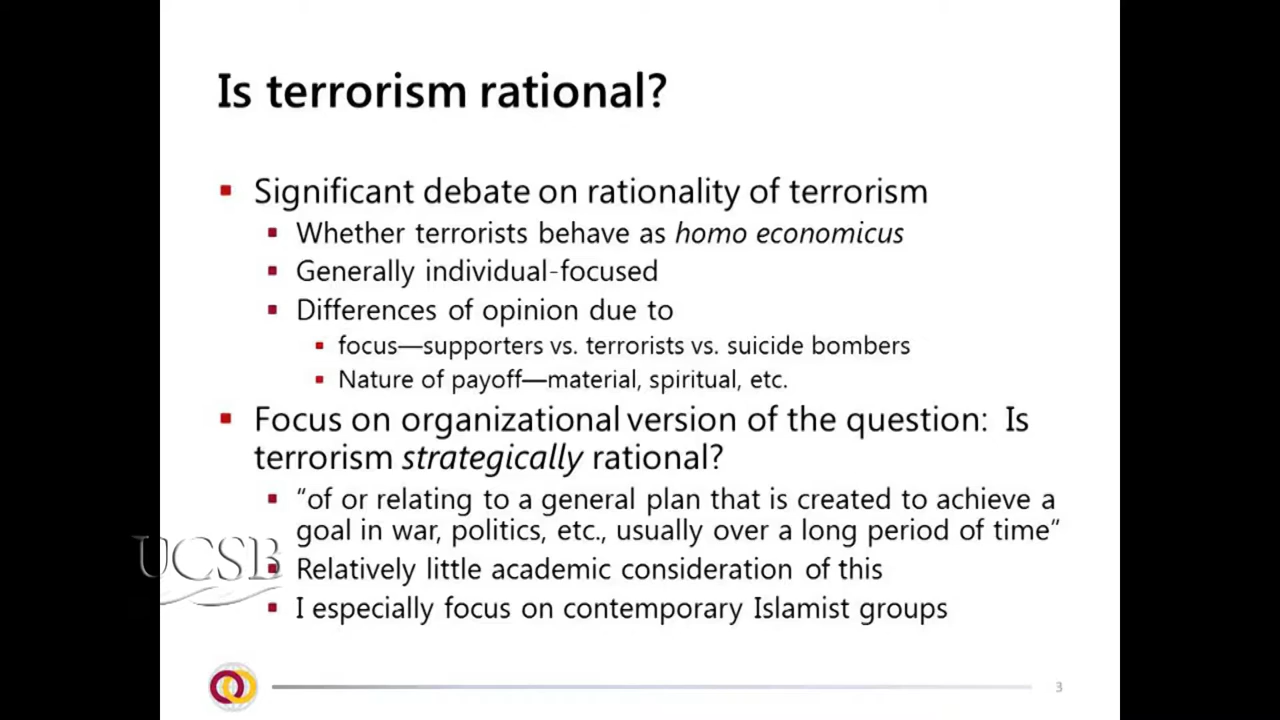 Is terrorism rational?
Significant debate on rationality of terrorism
Whether terrorists behave as homo economicus
Generally individual-focused
Differences of opinion due to
focus—supporters vs. terrorists vs. suicide bombers
Nature of payoff—material, spiritual, etc.
Focus on organizational version of the question: Is
terrorism strategically rational?
“of or relating to a general plan that is created to achieve a
goal in war, politics, etc., usually over a long period of time”
Relatively little academic consideration of this
I especially focus on contemporary Islamist groups
UCSB
3